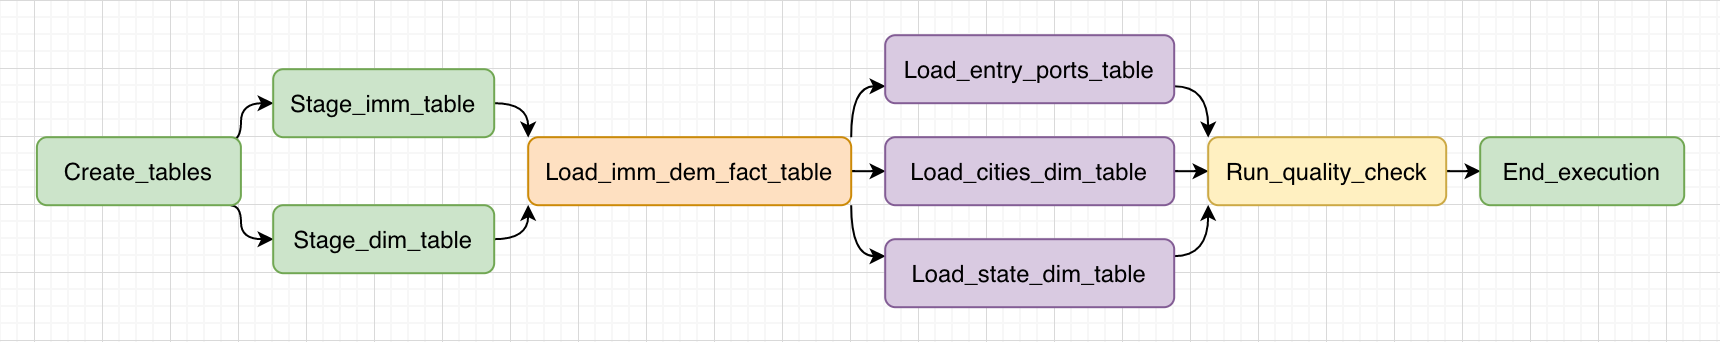 Create_tables
Stage_imm_table
Stage_dim_table
Load_imm_dem_fact_table
Load_entry_ports_table
Load_cities_dim_table
Load_state_dim_table
Run_quality_check
End_execution